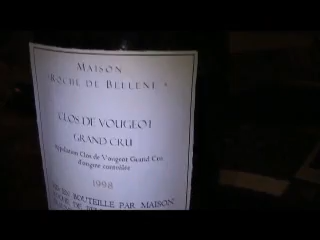 MAISON
ROCHE DE BELLENE
CLOS DE VOUGEOT
GRAND CRU
Appellation Clos de Vougeot Grand Cru
d'origine contrôlée
1998
MIS EN BOUTEILLE PAR MAISON